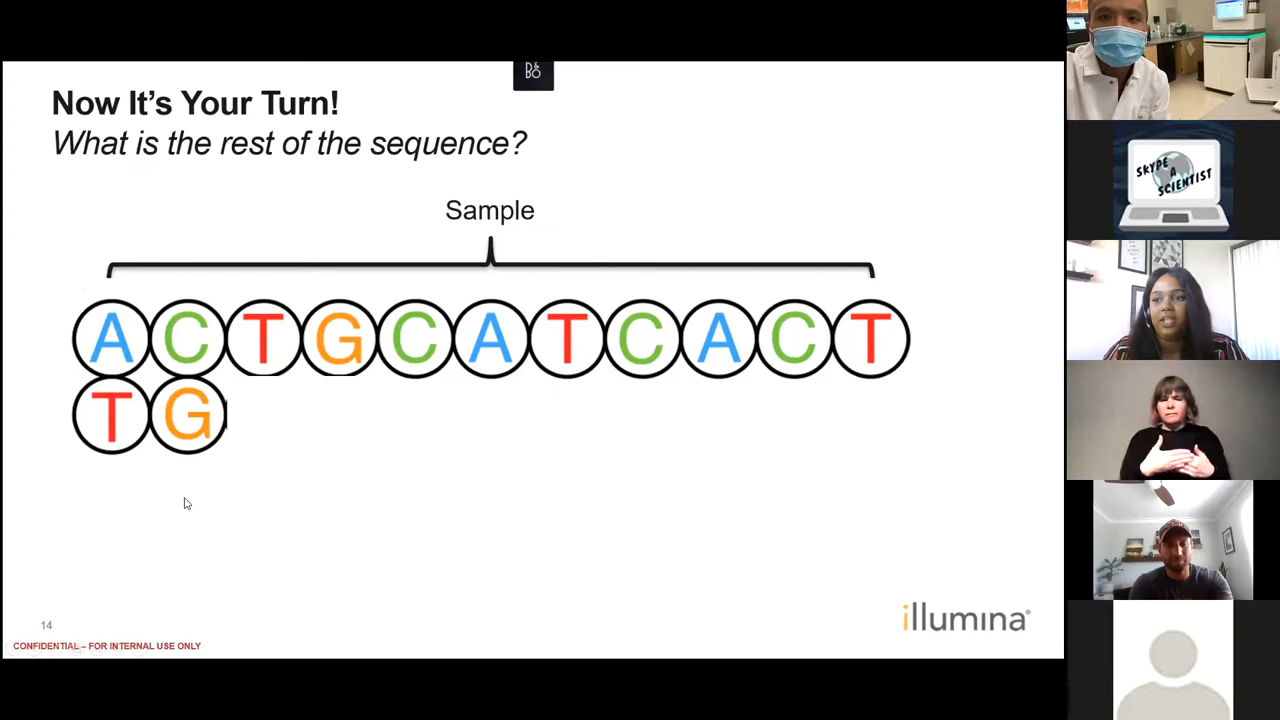 D&
BO
Now It's Your Turn!
What is the rest of the sequence?
Sample
A C T G C A T C A C T
T G
14
illumina®
CONFIDENTIAL – FOR INTERNAL USE ONLY
SKYPE
A
SCIENTIST